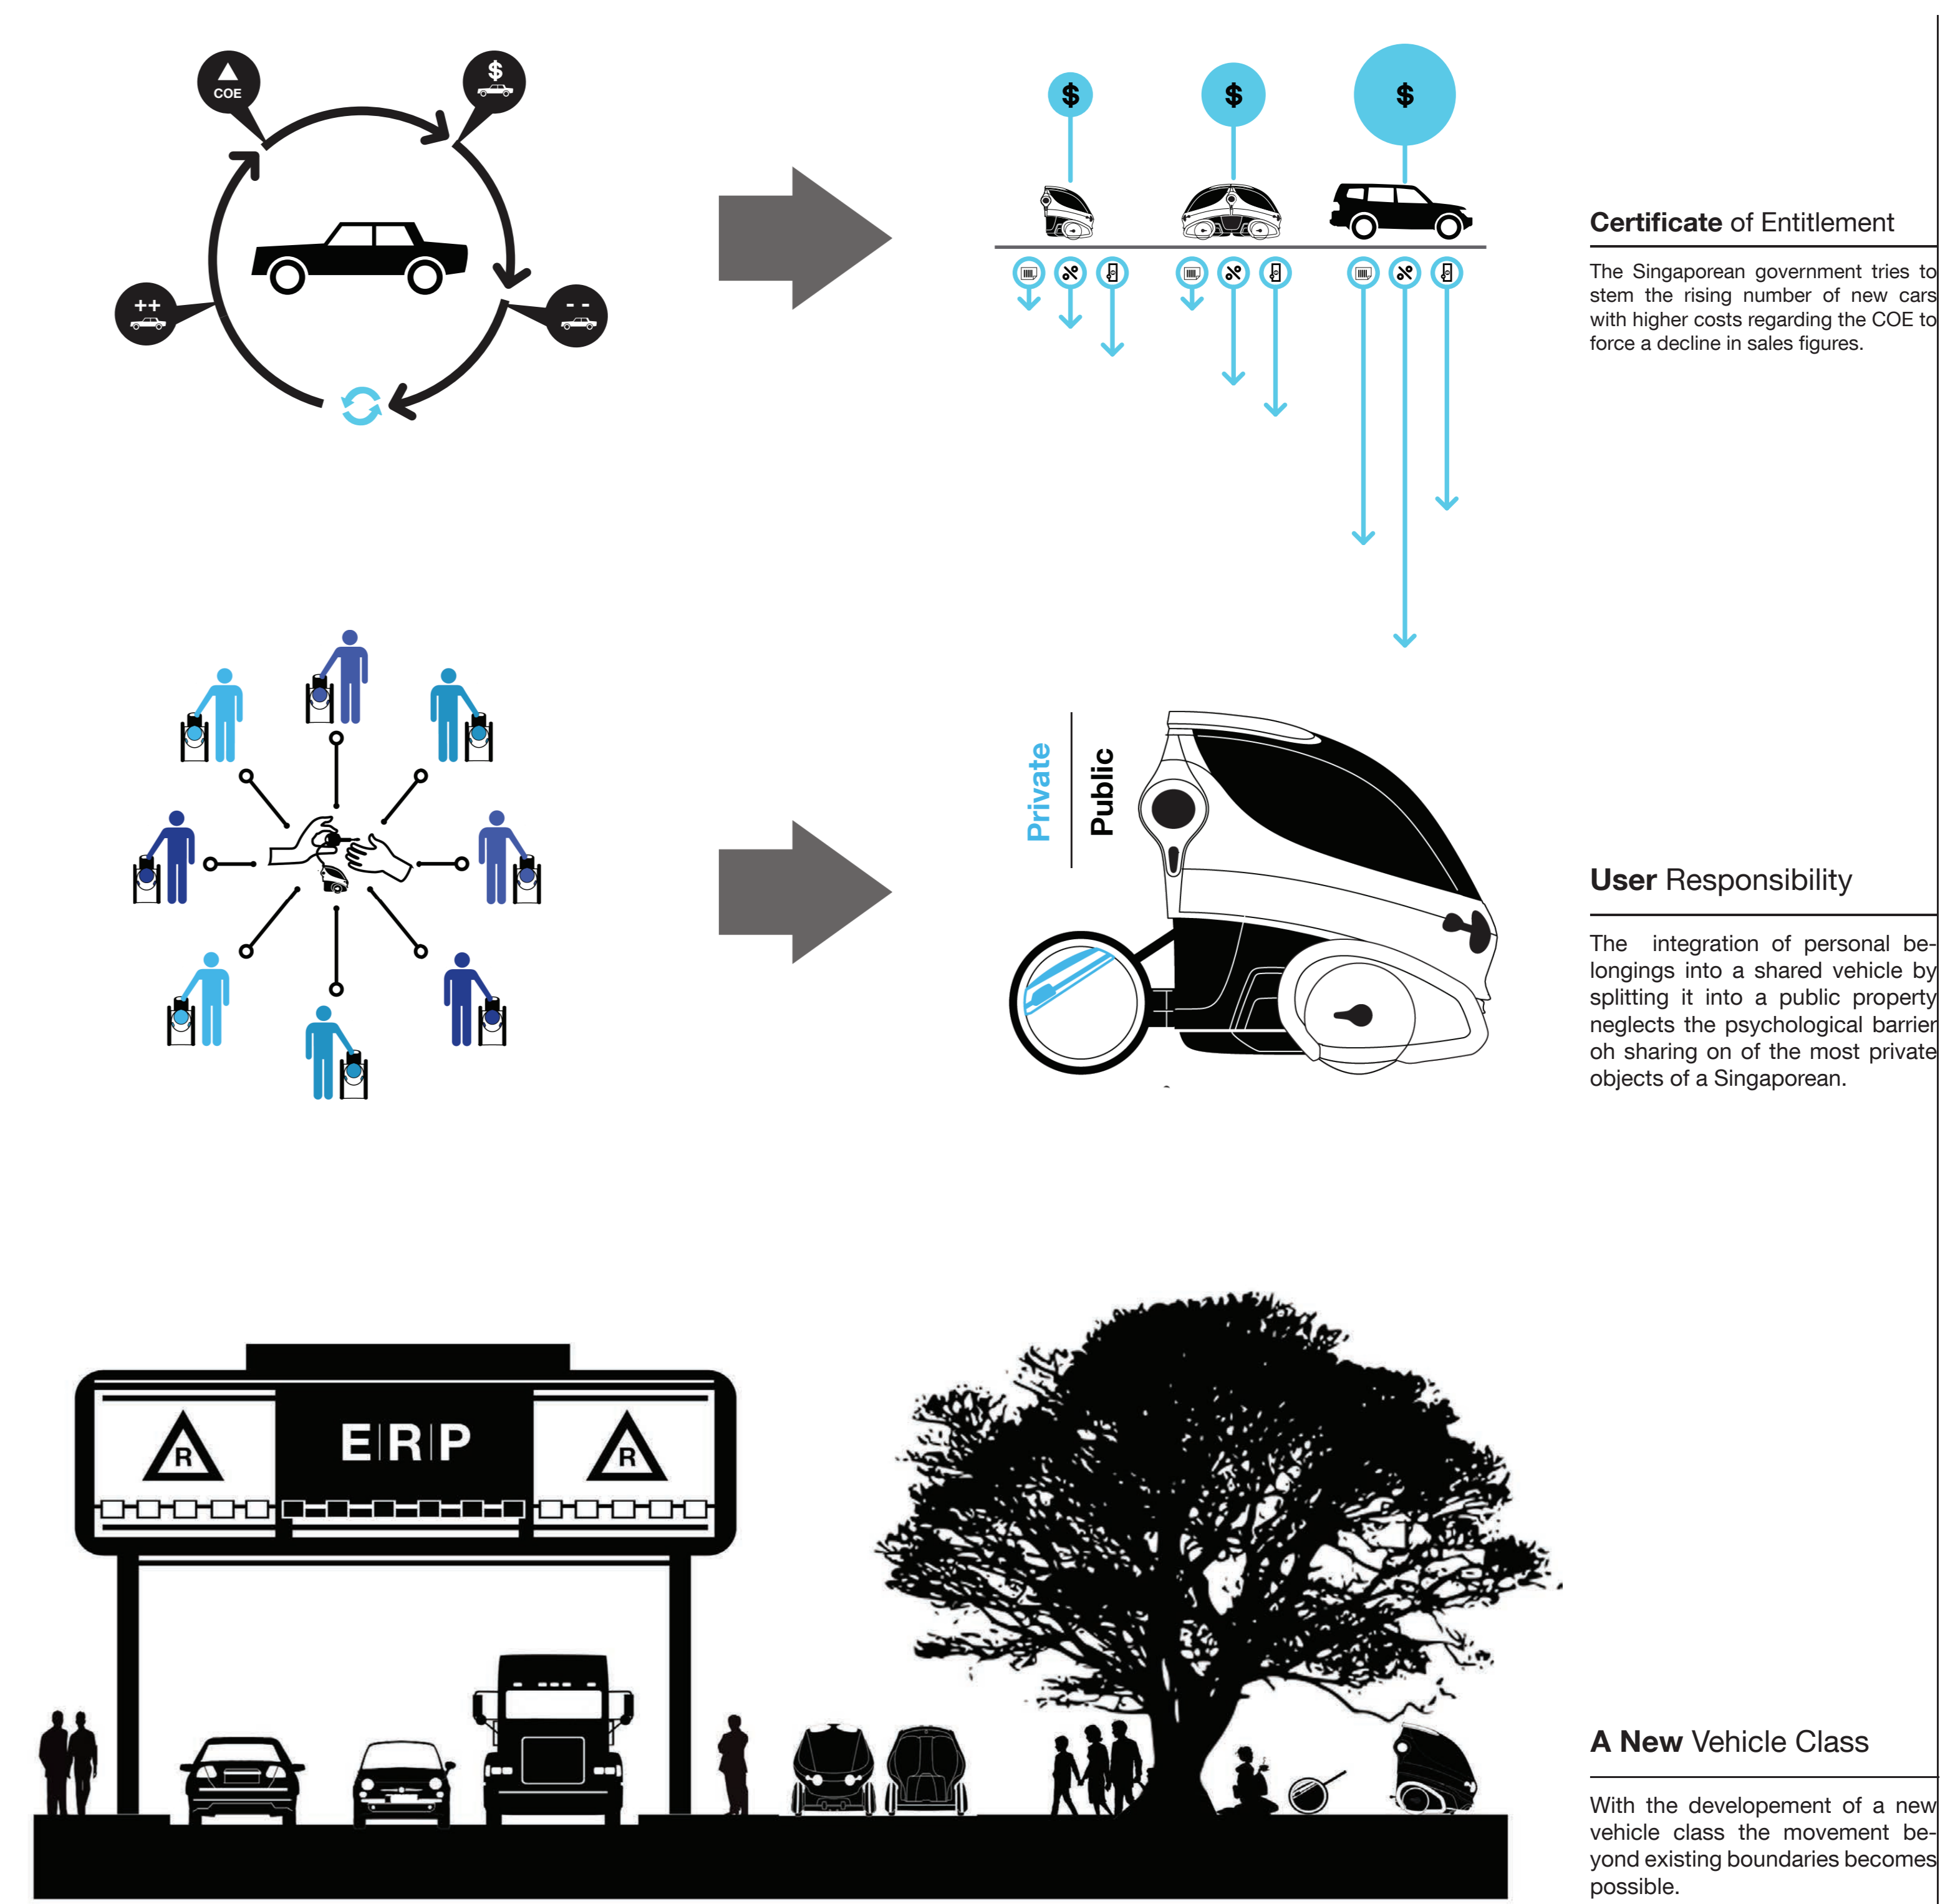 COE
$
++
- -
$
$
$
%
%
%
Certificate of Entitlement
The Singaporean government tries to
stem the rising number of new cars
with higher costs regarding the COE to
force a decline in sales figures.
Private
Public
User Responsibility
The integration of personal be-
longings into a shared vehicle by
splitting it into a public property
neglects the psychological barrier
oh sharing on of the most private
objects of a Singaporean.
R
E|R|P
R
A New Vehicle Class
With the developement of a new
vehicle class the movement be-
yond existing boundaries becomes
possible.